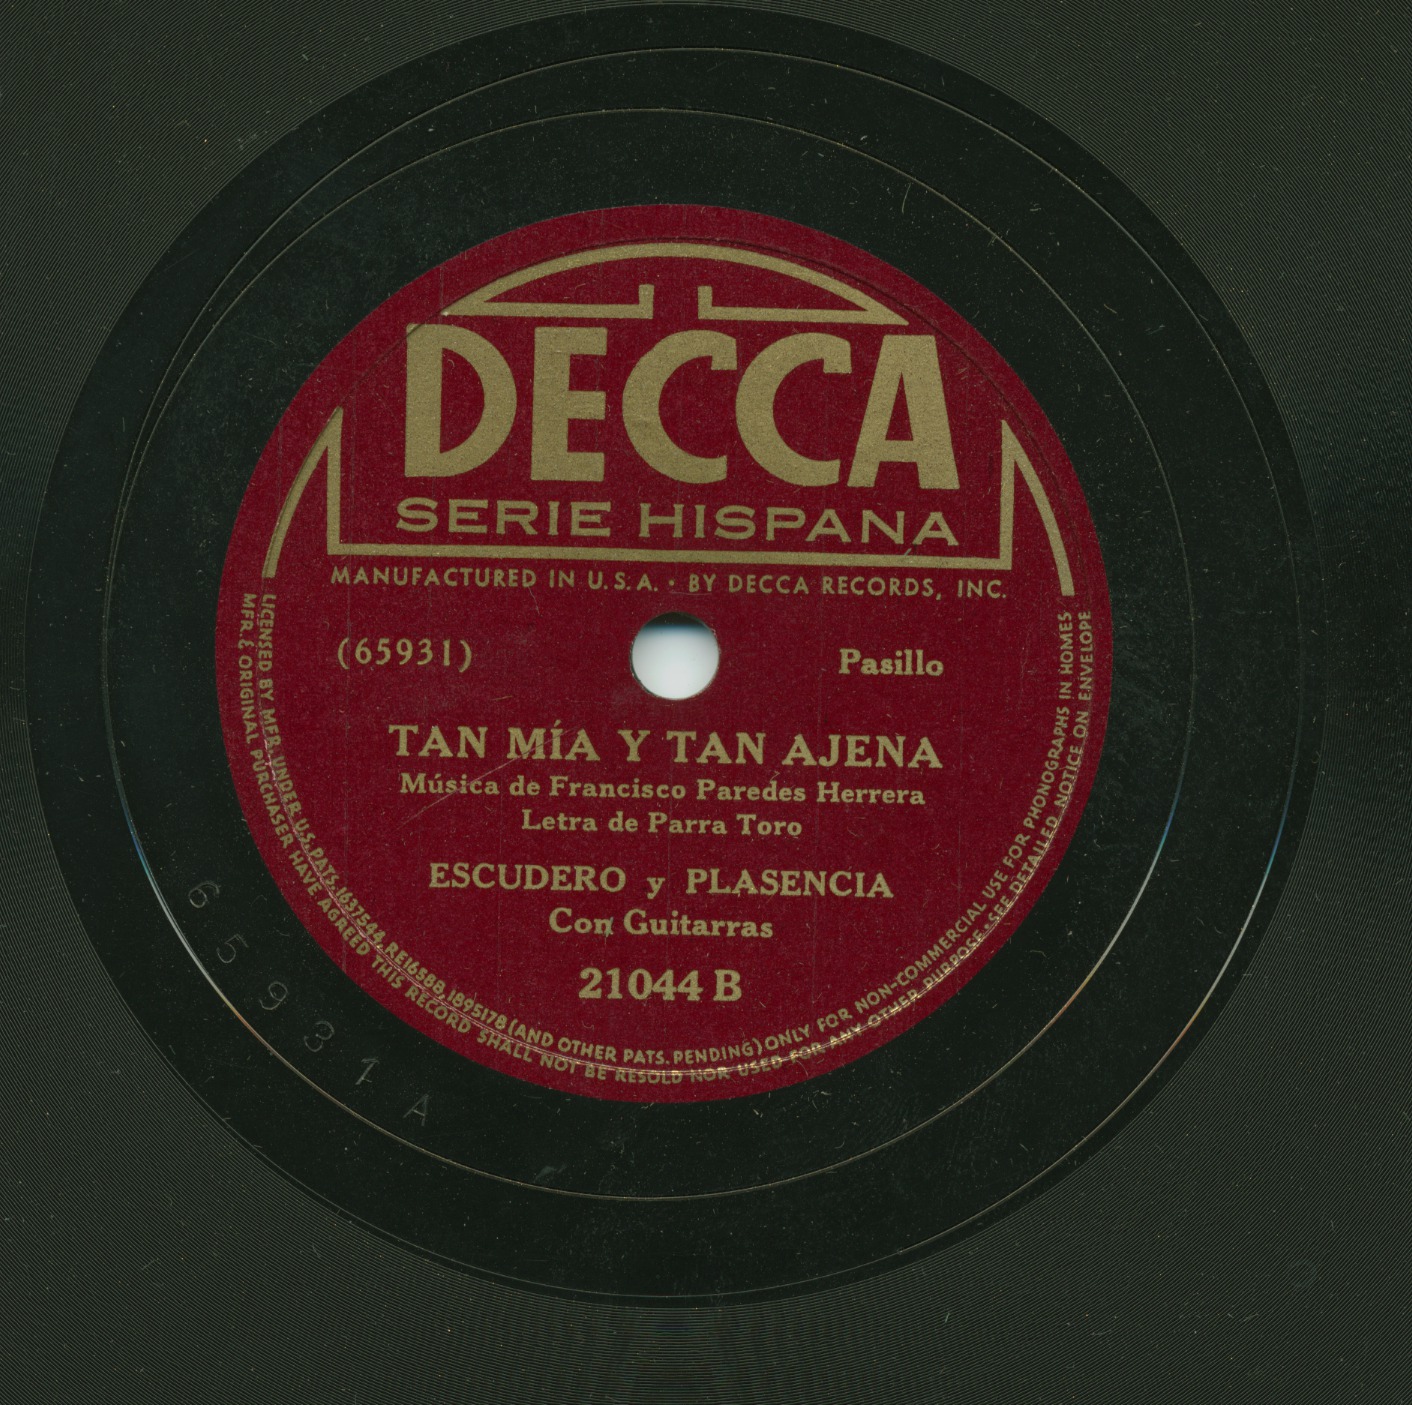 DECCA
SERIE HISPANA
MANUFACTURED IN U.S.A. • BY DECCA RECORDS, INC.
(65931)
Pasillo
TAN MÍA Y TAN AJENA
Música de Francisco Paredes Herrera
Letra de Parra Toro
ESCUDERO y PLASENCIA
Con Guitarras
21044 B
LICENSED BY MFR. UNDER U.S. PATS. 1637544, RE16588, 1895178 (AND OTHER PATS. PENDING) ONLY FOR NON-COMMERCIAL USE FOR PHONOGRAPHS IN HOMES
MFR. & ORIGINAL PURCHASER HAVE AGREED THIS RECORD SHALL NOT BE RESOLD NOR USED FOR ANY OTHER PURPOSE • SEE DETAILED NOTICE ON ENVELOPE
65931A